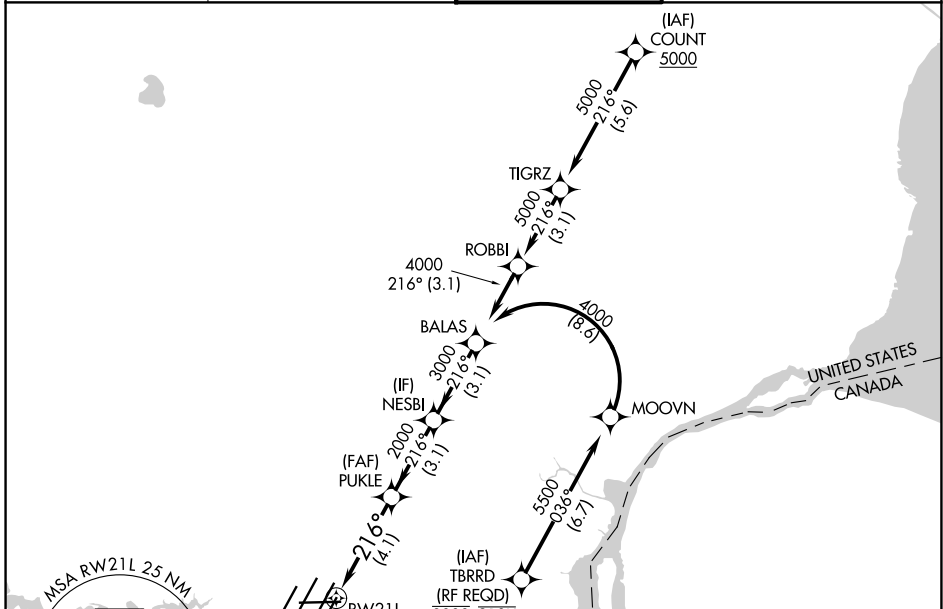 (IAF)
COUNT
5000
5000
216°
(5.6)
TIGRZ
5000
216°
(3.1)
ROBBI
4000
216° (3.1)
4000
(8.6)
BALAS
3000
216°
(3.1)
UNITED STATES
CANADA
(IF)
NESBI
MOOVN
2000
216°
(3.1)
(FAF)
PUKLE
5500
036°
(6.7)
216°
(4.1)
(IAF)
TBRRD
(RF REQD)
MSA RW21L 25 NM
RW21L